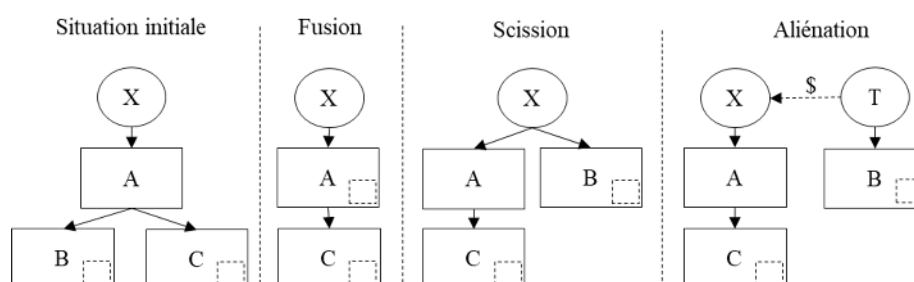 Situation initiale
Fusion
Scission
Aliénation
X
X
X
X
$
T
A
A
A
B
A
B
B
C
C
C
C